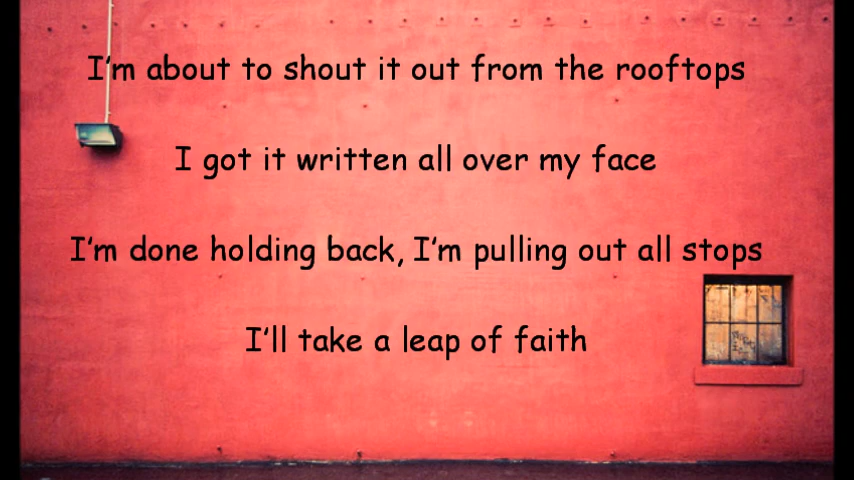 I'm about to shout it out from the rooftops
I got it written all over my face
I'm done holding back, I'm pulling out all stops
I'll take a leap of faith